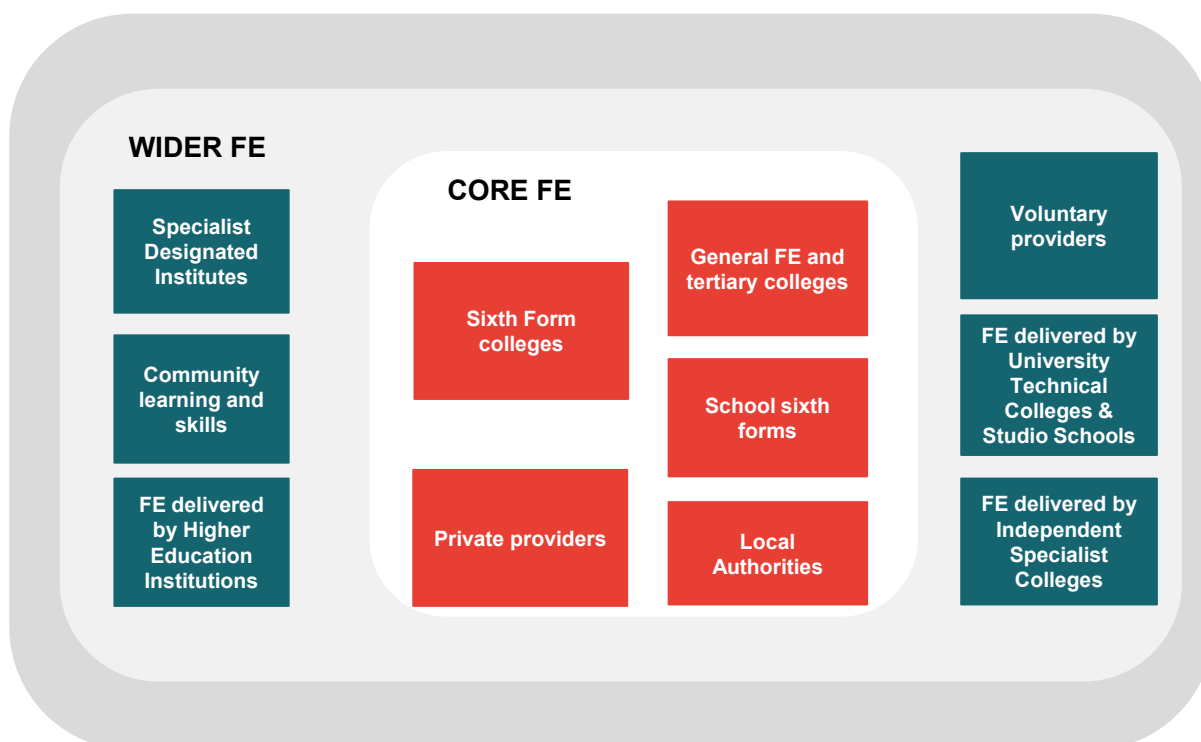 WIDER FE
Specialist
Designated
Institutes
Community
learning and
skills
FE delivered
by Higher
Education
Institutions
CORE FE
Sixth Form
colleges
Private providers
General FE and
tertiary colleges
School sixth
forms
Local
Authorities
Voluntary
providers
FE delivered by
University
Technical
Colleges &
Studio Schools
FE delivered by
Independent
Specialist
Colleges